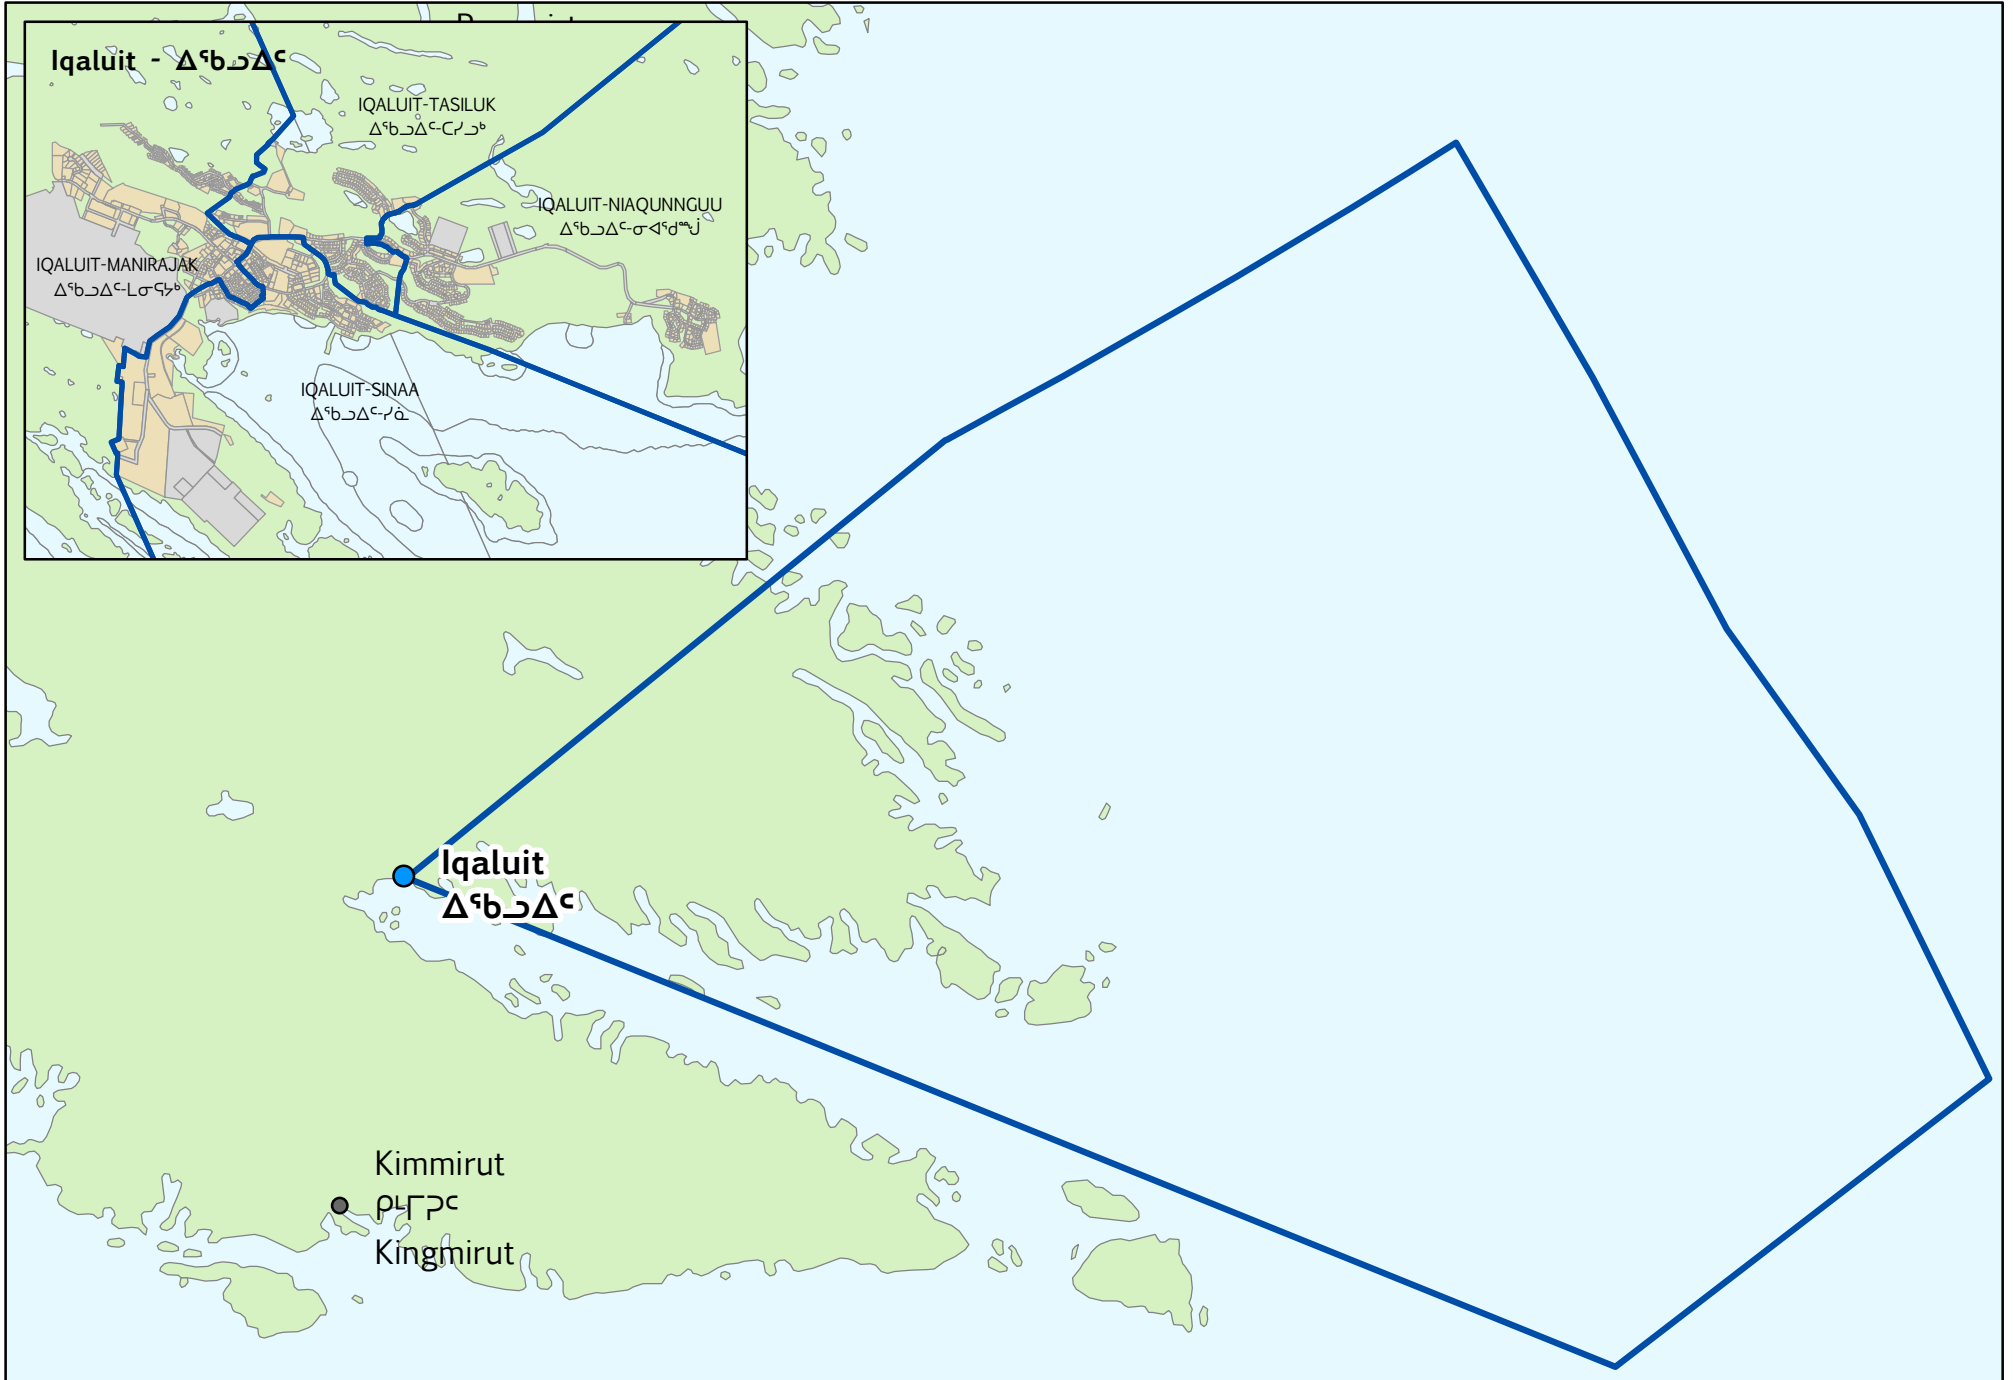 Iqaluit - ᐃᖃᓗᐃᑦ
IQALUIT-TASILUK
ᐃᖃᓗᐃᑦ-ᑕᓯᓗᒃ
IQALUIT-NIAQUNNGUU
ᐃᖃᓗᐃᑦ-ᓂᐊᖁᙘ
IQALUIT-MANIRAJAK
ᐃᖃᓗᐃᑦ-ᒪᓂᕋᔭᒃ
IQALUIT-SINAA
ᐃᖃᓗᐃᑦ-ᓯᓈ
Iqaluit
ᐃᖃᓗᐃᑦ
Kimmirut
ᑭᒻᒥᕈᑦ
Kingmirut